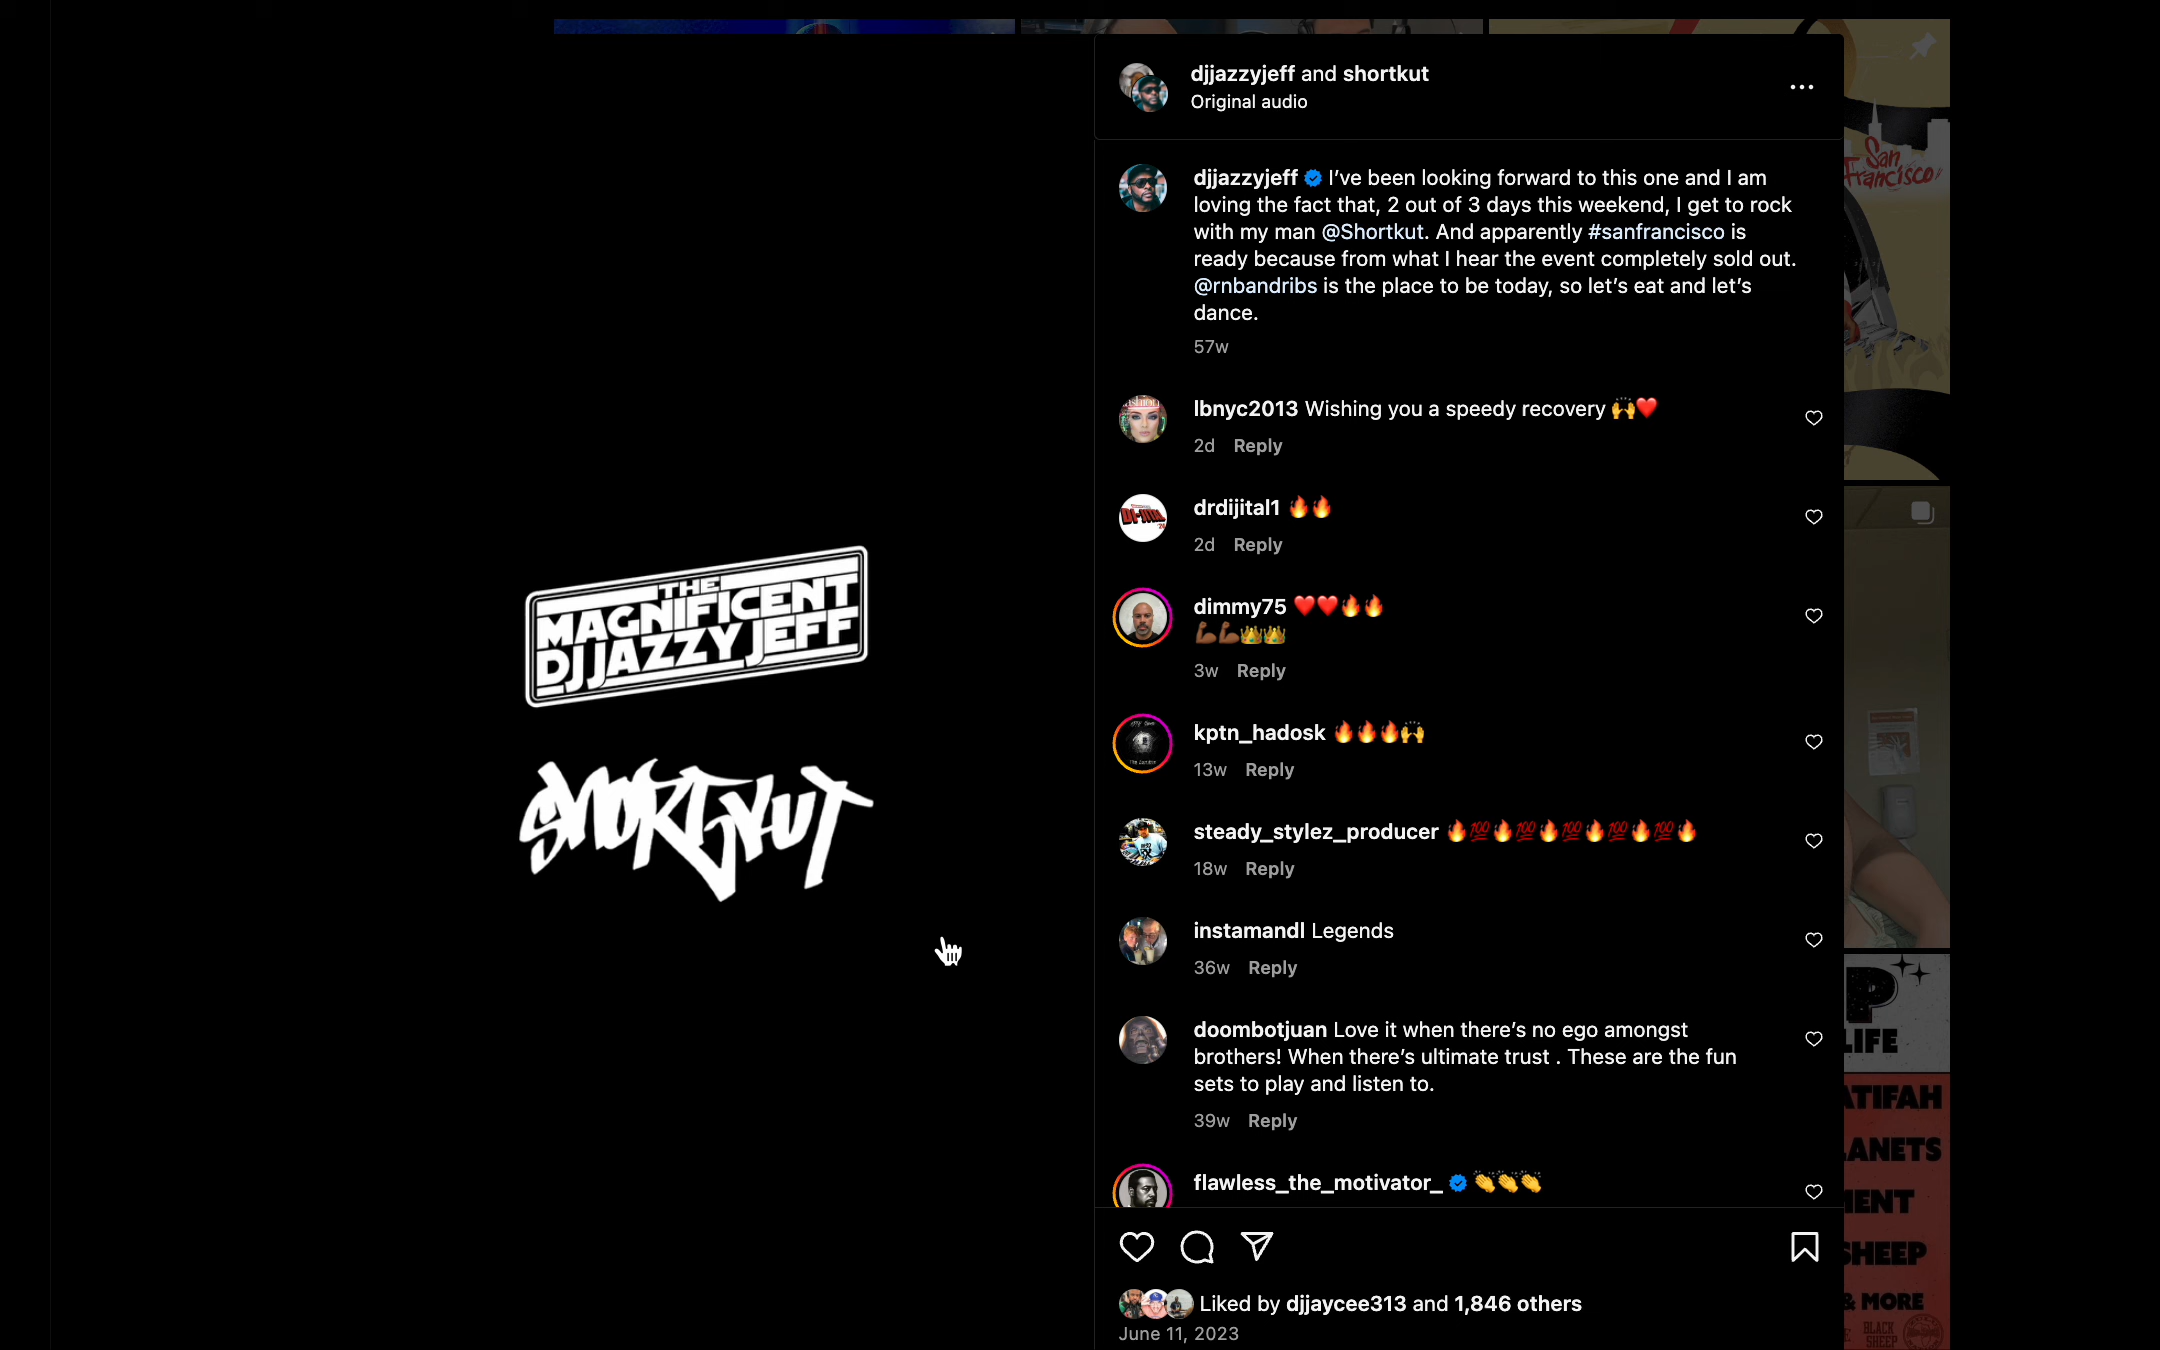 djjazzyjeff and shortkut
Original audio
djjazzyjeff I’ve been looking forward to this one and I am
loving the fact that, 2 out of 3 days this weekend, I get to rock
with my man @Shortkut. And apparently #sanfrancisco is
ready because from what I hear the event completely sold out.
@rnbandribs is the place to be today, so let’s eat and let’s
dance.
57w
lbnyc2013 Wishing you a speedy recovery 🙌❤️
2d Reply
drdijital1 🔥🔥
2d Reply
dimmy75 ❤️❤️🔥🔥
💪🏾💪🏾👑👑
3w Reply
kptn_hadosk 🔥🔥🔥🙌
13w Reply
steady_stylez_producer 🔥💯🔥💯🔥💯🔥💯🔥💯🔥
18w Reply
instamandl Legends
36w Reply
doombotjuan Love it when there’s no ego amongst
brothers! When there’s ultimate trust . These are the fun
sets to play and listen to.
39w Reply
flawless_the_motivator_ 👏👏👏
Liked by djjaycee313 and 1,846 others
June 11, 2023
THE
MAGNIFICENT
DJ JAZZY JEFF
SHORTKUT
San
Francisco
P
LIFE
ATIFAH
LANETS
MENT
SHEEP
& MORE
BLACK
SHEEP